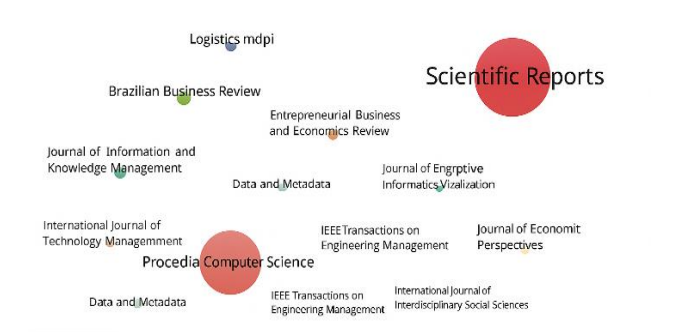 Logistics mdpi
Scientific Reports
Brazilian Business Review
Entrepreneurial Business
and Economics Review
Journal of Information and
Knowledge Management
Data and Metadata
Journal of Engrptive
Informatics Vizalization
International Journal of
Technology Managemment
Procedia Computer Science
IEEE Transactions on
Engineering Management
Journal of Economit
Perspectives
Data and Metadata
IEEE Transactions on
Engineering Management
International Journal of
Interdisciplinary Social Sciences